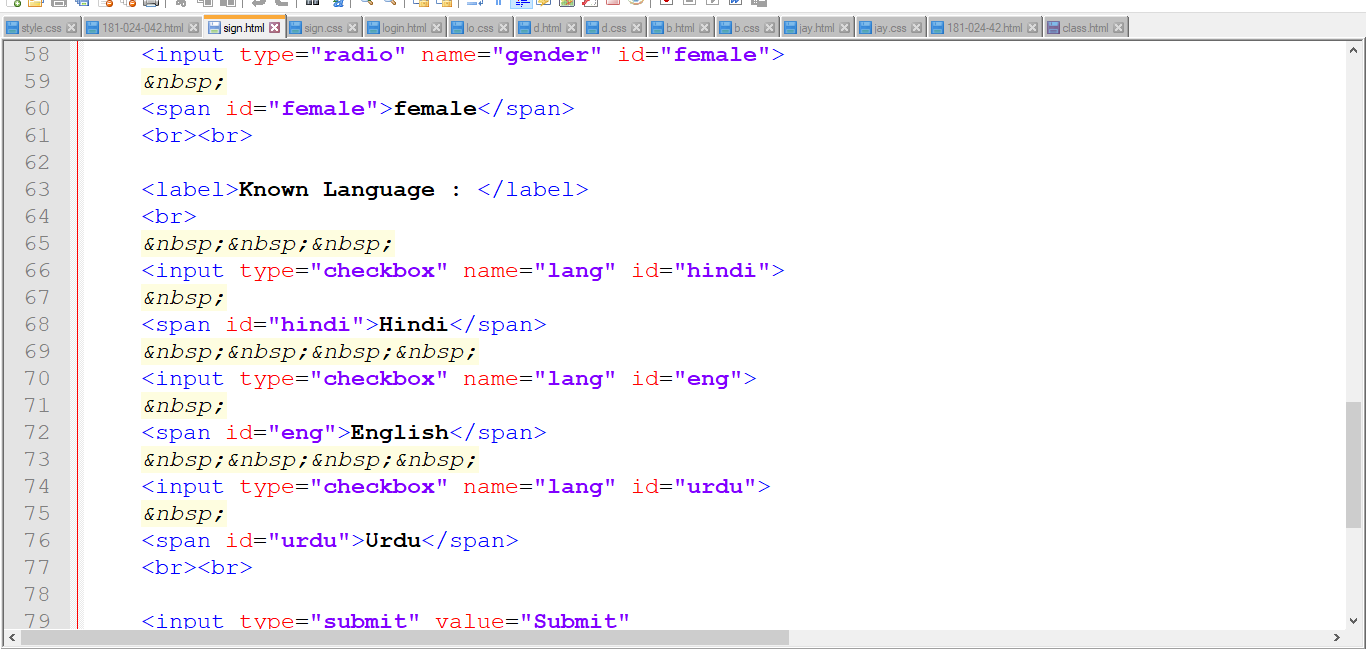 style.css 181-024-042.html sign.html sign.css login.html lo.css d.html d.css b.html b.css jay.html jay.css 181-024-42.html class.html
58 <input type="radio" name="gender" id="female">
59 &nbsp;
60 <span id="female">female</span>
61 <br><br>
62
63 <label>Known Language : </label>
64 <br>
65 &nbsp;&nbsp;&nbsp;
66 <input type="checkbox" name="lang" id="hindi">
67 &nbsp;
68 <span id="hindi">Hindi</span>
69 &nbsp;&nbsp;&nbsp;&nbsp;
70 <input type="checkbox" name="lang" id="eng">
71 &nbsp;
72 <span id="eng">English</span>
73 &nbsp;&nbsp;&nbsp;&nbsp;
74 <input type="checkbox" name="lang" id="urdu">
75 &nbsp;
76 <span id="urdu">Urdu</span>
77 <br><br>
78
79 <input type="submit" value="Submit"